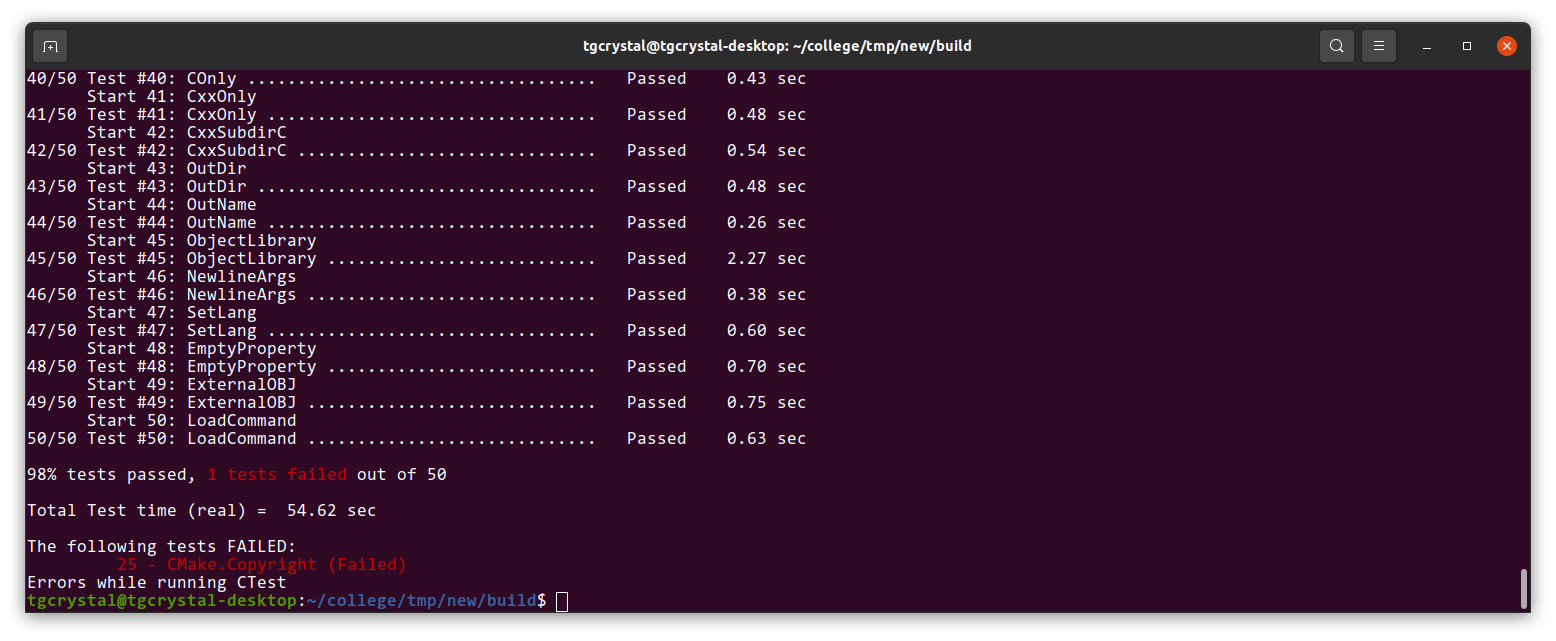 tgcrystal@tgcrystal-desktop: ~/college/tmp/new/build
40/50 Test #40: COnly ...................................   Passed    0.43 sec
      Start 41: CxxOnly
41/50 Test #41: CxxOnly .................................   Passed    0.48 sec
      Start 42: CxxSubdirC
42/50 Test #42: CxxSubdirC ..............................   Passed    0.54 sec
      Start 43: OutDir
43/50 Test #43: OutDir ..................................   Passed    0.48 sec
      Start 44: OutName
44/50 Test #44: OutName .................................   Passed    0.26 sec
      Start 45: ObjectLibrary
45/50 Test #45: ObjectLibrary ...........................   Passed    2.27 sec
      Start 46: NewlineArgs
46/50 Test #46: NewlineArgs .............................   Passed    0.38 sec
      Start 47: SetLang
47/50 Test #47: SetLang .................................   Passed    0.60 sec
      Start 48: EmptyProperty
48/50 Test #48: EmptyProperty ...........................   Passed    0.70 sec
      Start 49: ExternalOBJ
49/50 Test #49: ExternalOBJ .............................   Passed    0.75 sec
      Start 50: LoadCommand
50/50 Test #50: LoadCommand .............................   Passed    0.63 sec
98% tests passed, 1 tests failed out of 50
Total Test time (real) =  54.62 sec
The following tests FAILED:
         25 - CMake.Copyright (Failed)
Errors while running CTest
tgcrystal@tgcrystal-desktop:~/college/tmp/new/build$